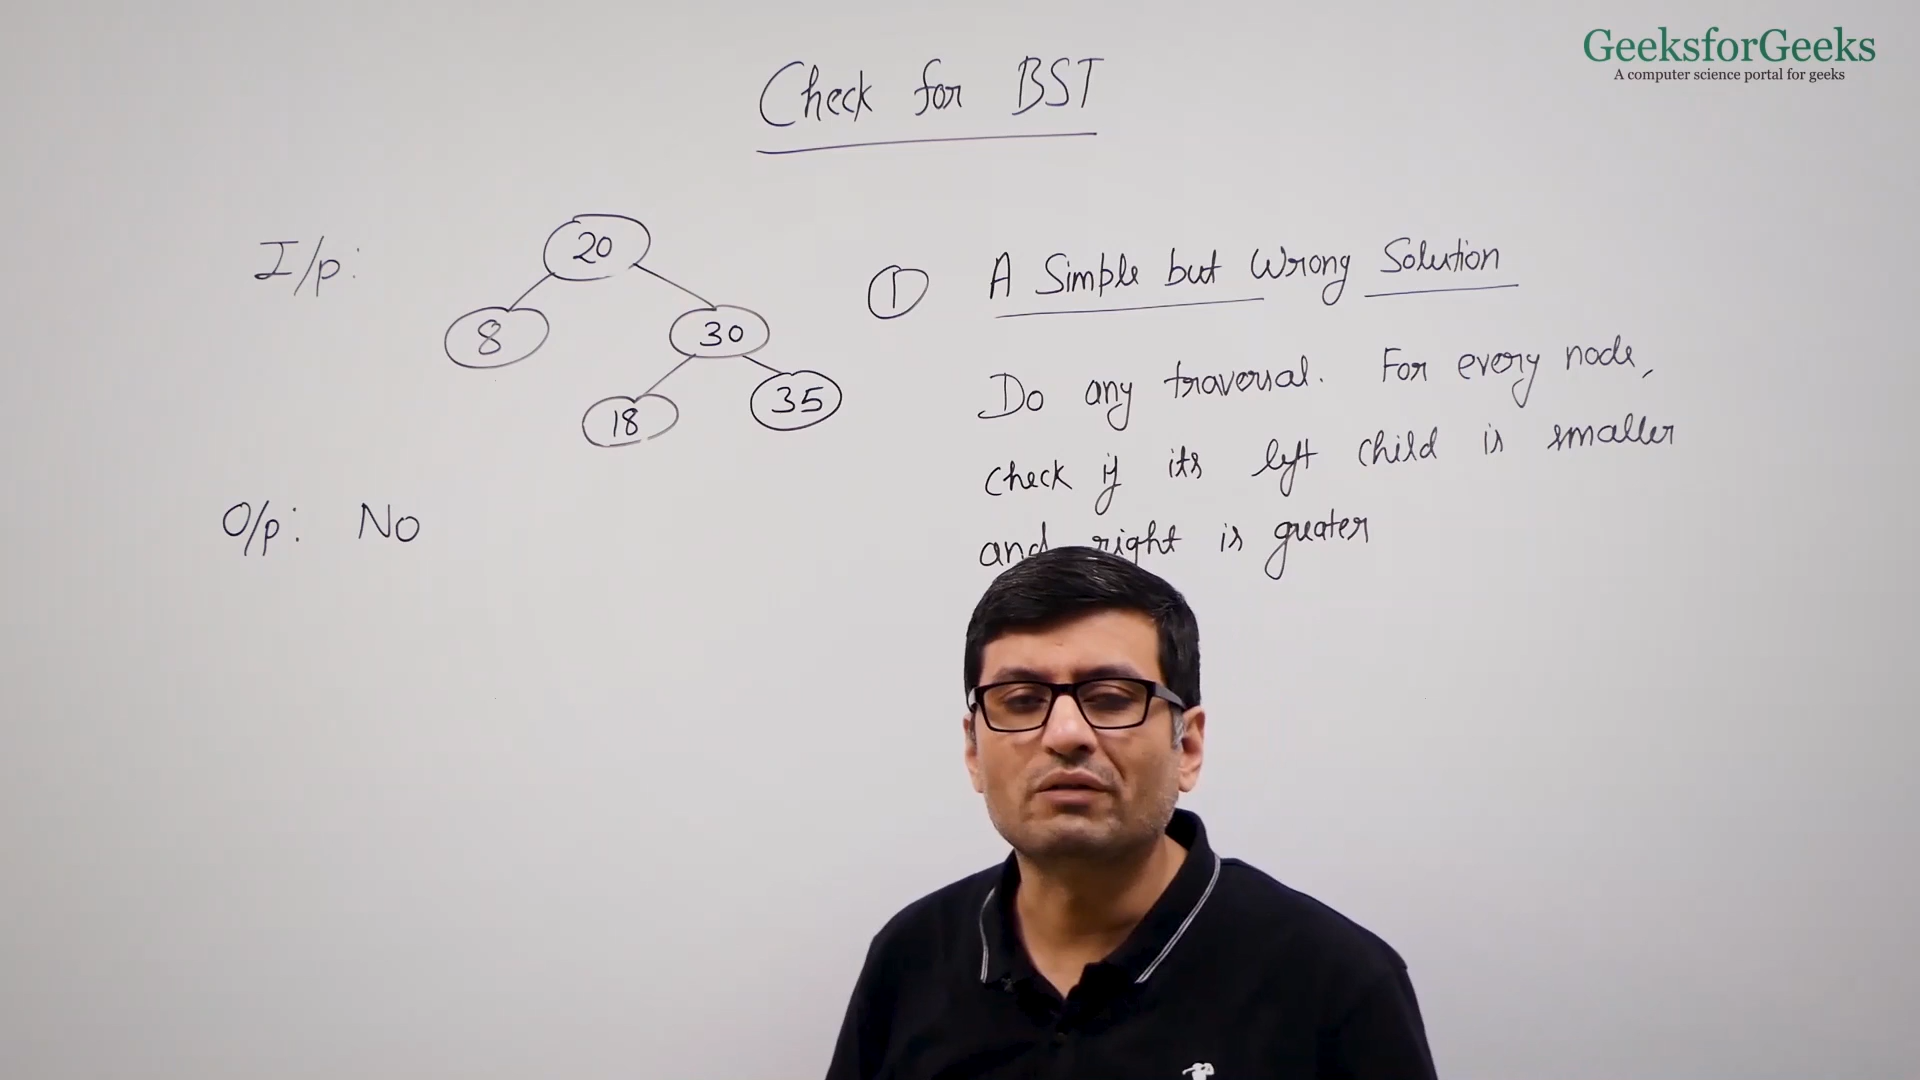 GeeksforGeeks
A computer science portal for geeks
Check for BST
I/p:
20
8
30
18
35
O/p: No
① A Simple but Wrong Solution
Do any traversal. For every node,
check if its left child is smaller
and right is greater